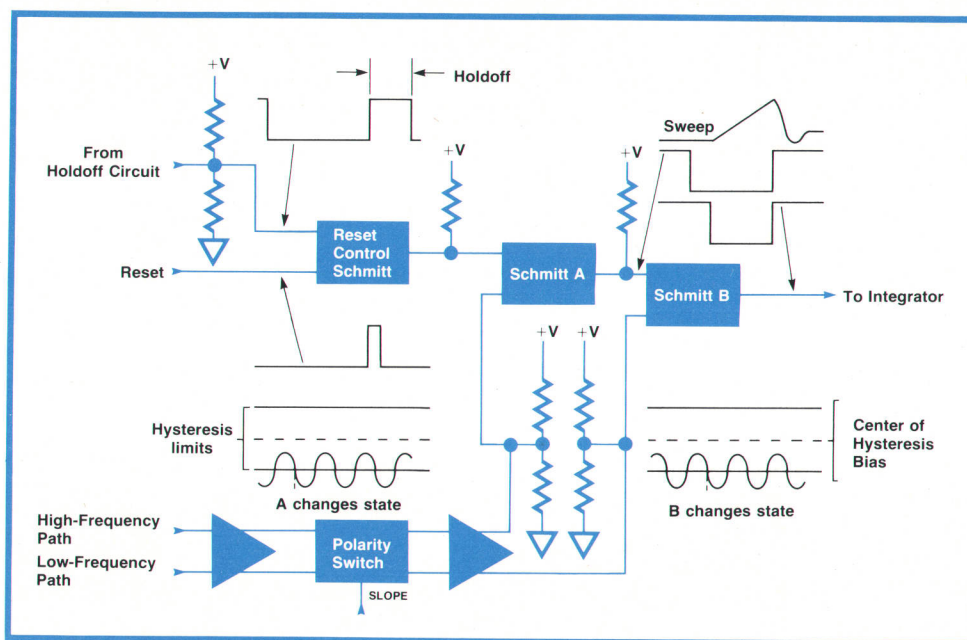 +V
Holdoff
From
Holdoff Circuit
+V
+V
Sweep
Reset
Control
Schmitt
Reset
Schmitt A
Schmitt B
To Integrator
+V
+V
Hysteresis
limits
Center of
Hysteresis
Bias
A changes state
B changes state
High-Frequency
Path
Low-Frequency
Path
Polarity
Switch
SLOPE